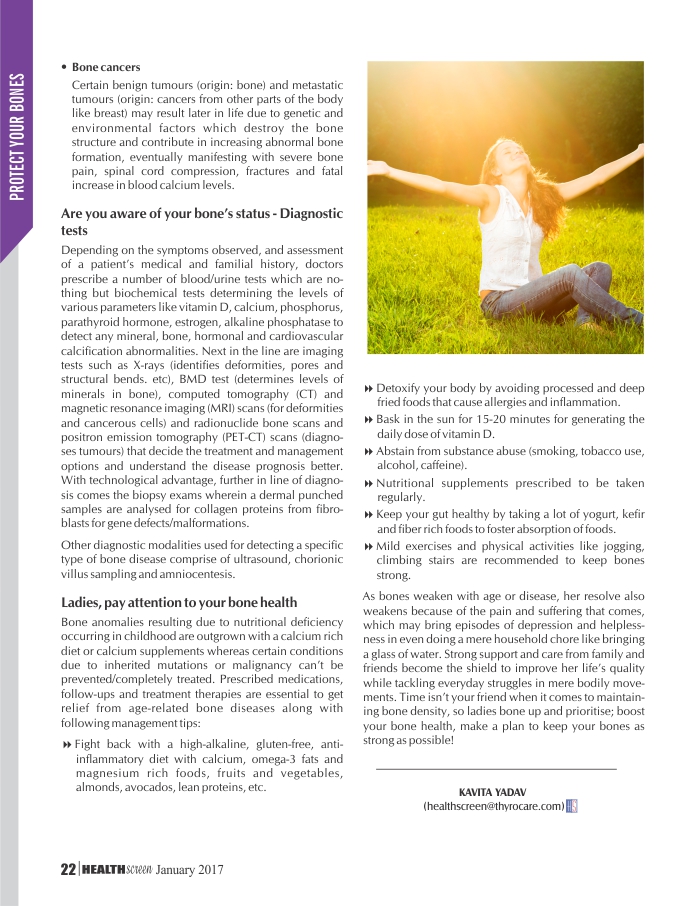 PROTECT YOUR BONES
• Bone cancers
Certain benign tumours (origin: bone) and metastatic
tumours (origin: cancers from other parts of the body
like breast) may result later in life due to genetic and
environmental factors which destroy the bone
structure and contribute in increasing abnormal bone
formation, eventually manifesting with severe bone
pain, spinal cord compression, fractures and fatal
increase in blood calcium levels.
Are you aware of your bone's status - Diagnostic
tests
Depending on the symptoms observed, and assessment
of a patient's medical and familial history, doctors
prescribe a number of blood/urine tests which are no-
thing but biochemical tests determining the levels of
various parameters like vitamin D, calcium, phosphorus,
parathyroid hormone, estrogen, alkaline phosphatase to
detect any mineral, bone, hormonal and cardiovascular
calcification abnormalities. Next in the line are imaging
tests such as X-rays (identifies deformities, pores and
structural bends. etc), BMD test (determines levels of
minerals in bone), computed tomography (CT) and
magnetic resonance imaging (MRI) scans (for deformities
and cancerous cells) and radionuclide bone scans and
positron emission tomography (PET-CT) scans (diagno-
ses tumours) that decide the treatment and management
options and understand the disease prognosis better.
With technological advantage, further in line of diagno-
sis comes the biopsy exams wherein a dermal punched
samples are analysed for collagen proteins from fibro-
blasts for gene defects/malformations.
Other diagnostic modalities used for detecting a specific
type of bone disease comprise of ultrasound, chorionic
villus sampling and amniocentesis.
Ladies, pay attention to your bone health
Bone anomalies resulting due to nutritional deficiency
occurring in childhood are outgrown with a calcium rich
diet or calcium supplements whereas certain conditions
due to inherited mutations or malignancy can't be
prevented/completely treated. Prescribed medications,
follow-ups and treatment therapies are essential to get
relief from age-related bone diseases along with
following management tips:
Fight back with a high-alkaline, gluten-free, anti-
inflammatory diet with calcium, omega-3 fats and
magnesium rich foods, fruits and vegetables,
almonds, avocados, lean proteins, etc.
Detoxify your body by avoiding processed and deep
fried foods that cause allergies and inflammation.
Bask in the sun for 15-20 minutes for generating the
daily dose of vitamin D.
Abstain from substance abuse (smoking, tobacco use,
alcohol, caffeine).
Nutritional supplements prescribed to be taken
regularly.
Keep your gut healthy by taking a lot of yogurt, kefir
and fiber rich foods to foster absorption of foods.
Mild exercises and physical activities like jogging,
climbing stairs are recommended to keep bones
strong.
As bones weaken with age or disease, her resolve also
weakens because of the pain and suffering that comes,
which may bring episodes of depression and helpless-
ness in even doing a mere household chore like bringing
a glass of water. Strong support and care from family and
friends become the shield to improve her life's quality
while tackling everyday struggles in mere bodily move-
ments. Time isn't your friend when it comes to maintain-
ing bone density, so ladies bone up and prioritise; boost
your bone health, make a plan to keep your bones as
strong as possible!
KAVITA YADAV
(healthscreen@thyrocare.com)
22 | HEALTHscreen January 2017